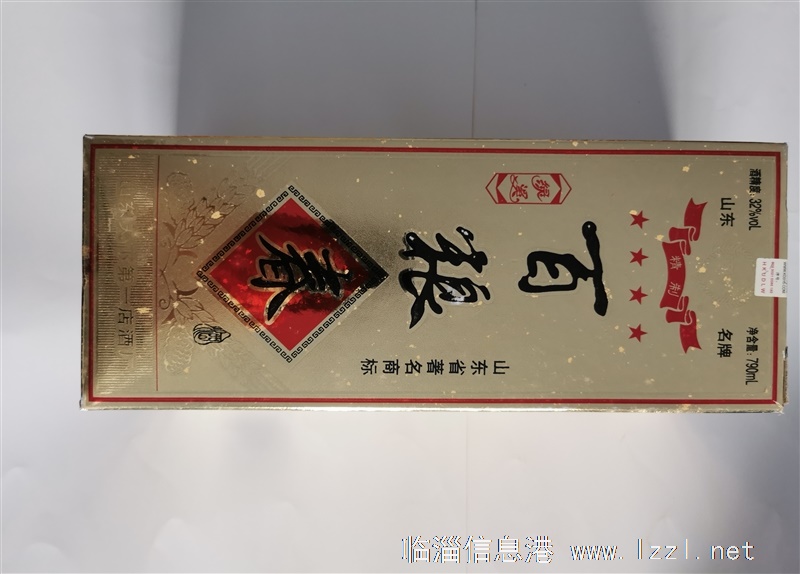 酒精度:32%voL
净含量:790mL
山东
名牌
精制
百粮
春
山东省著名商标
第一店酒
临淄信息港 www.lzzl.net